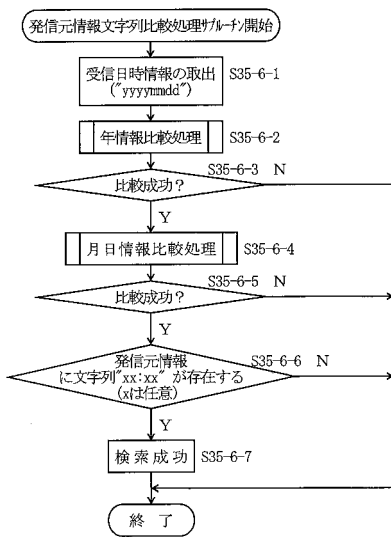 発信元情報文字列比較処理ｻﾌﾞﾙｰﾁﾝ開始
受信日時情報の取出 S35-6-1
("yyyymmdd")
年情報比較処理 S35-6-2
S35-6-3 N
比較成功？
Y
月日情報比較処理 S35-6-4
S35-6-5 N
比較成功？
Y
発信元情報 S35-6-6 N
に文字列"xx:xx"が存在する
(xは任意)
Y
検索成功 S35-6-7
終了